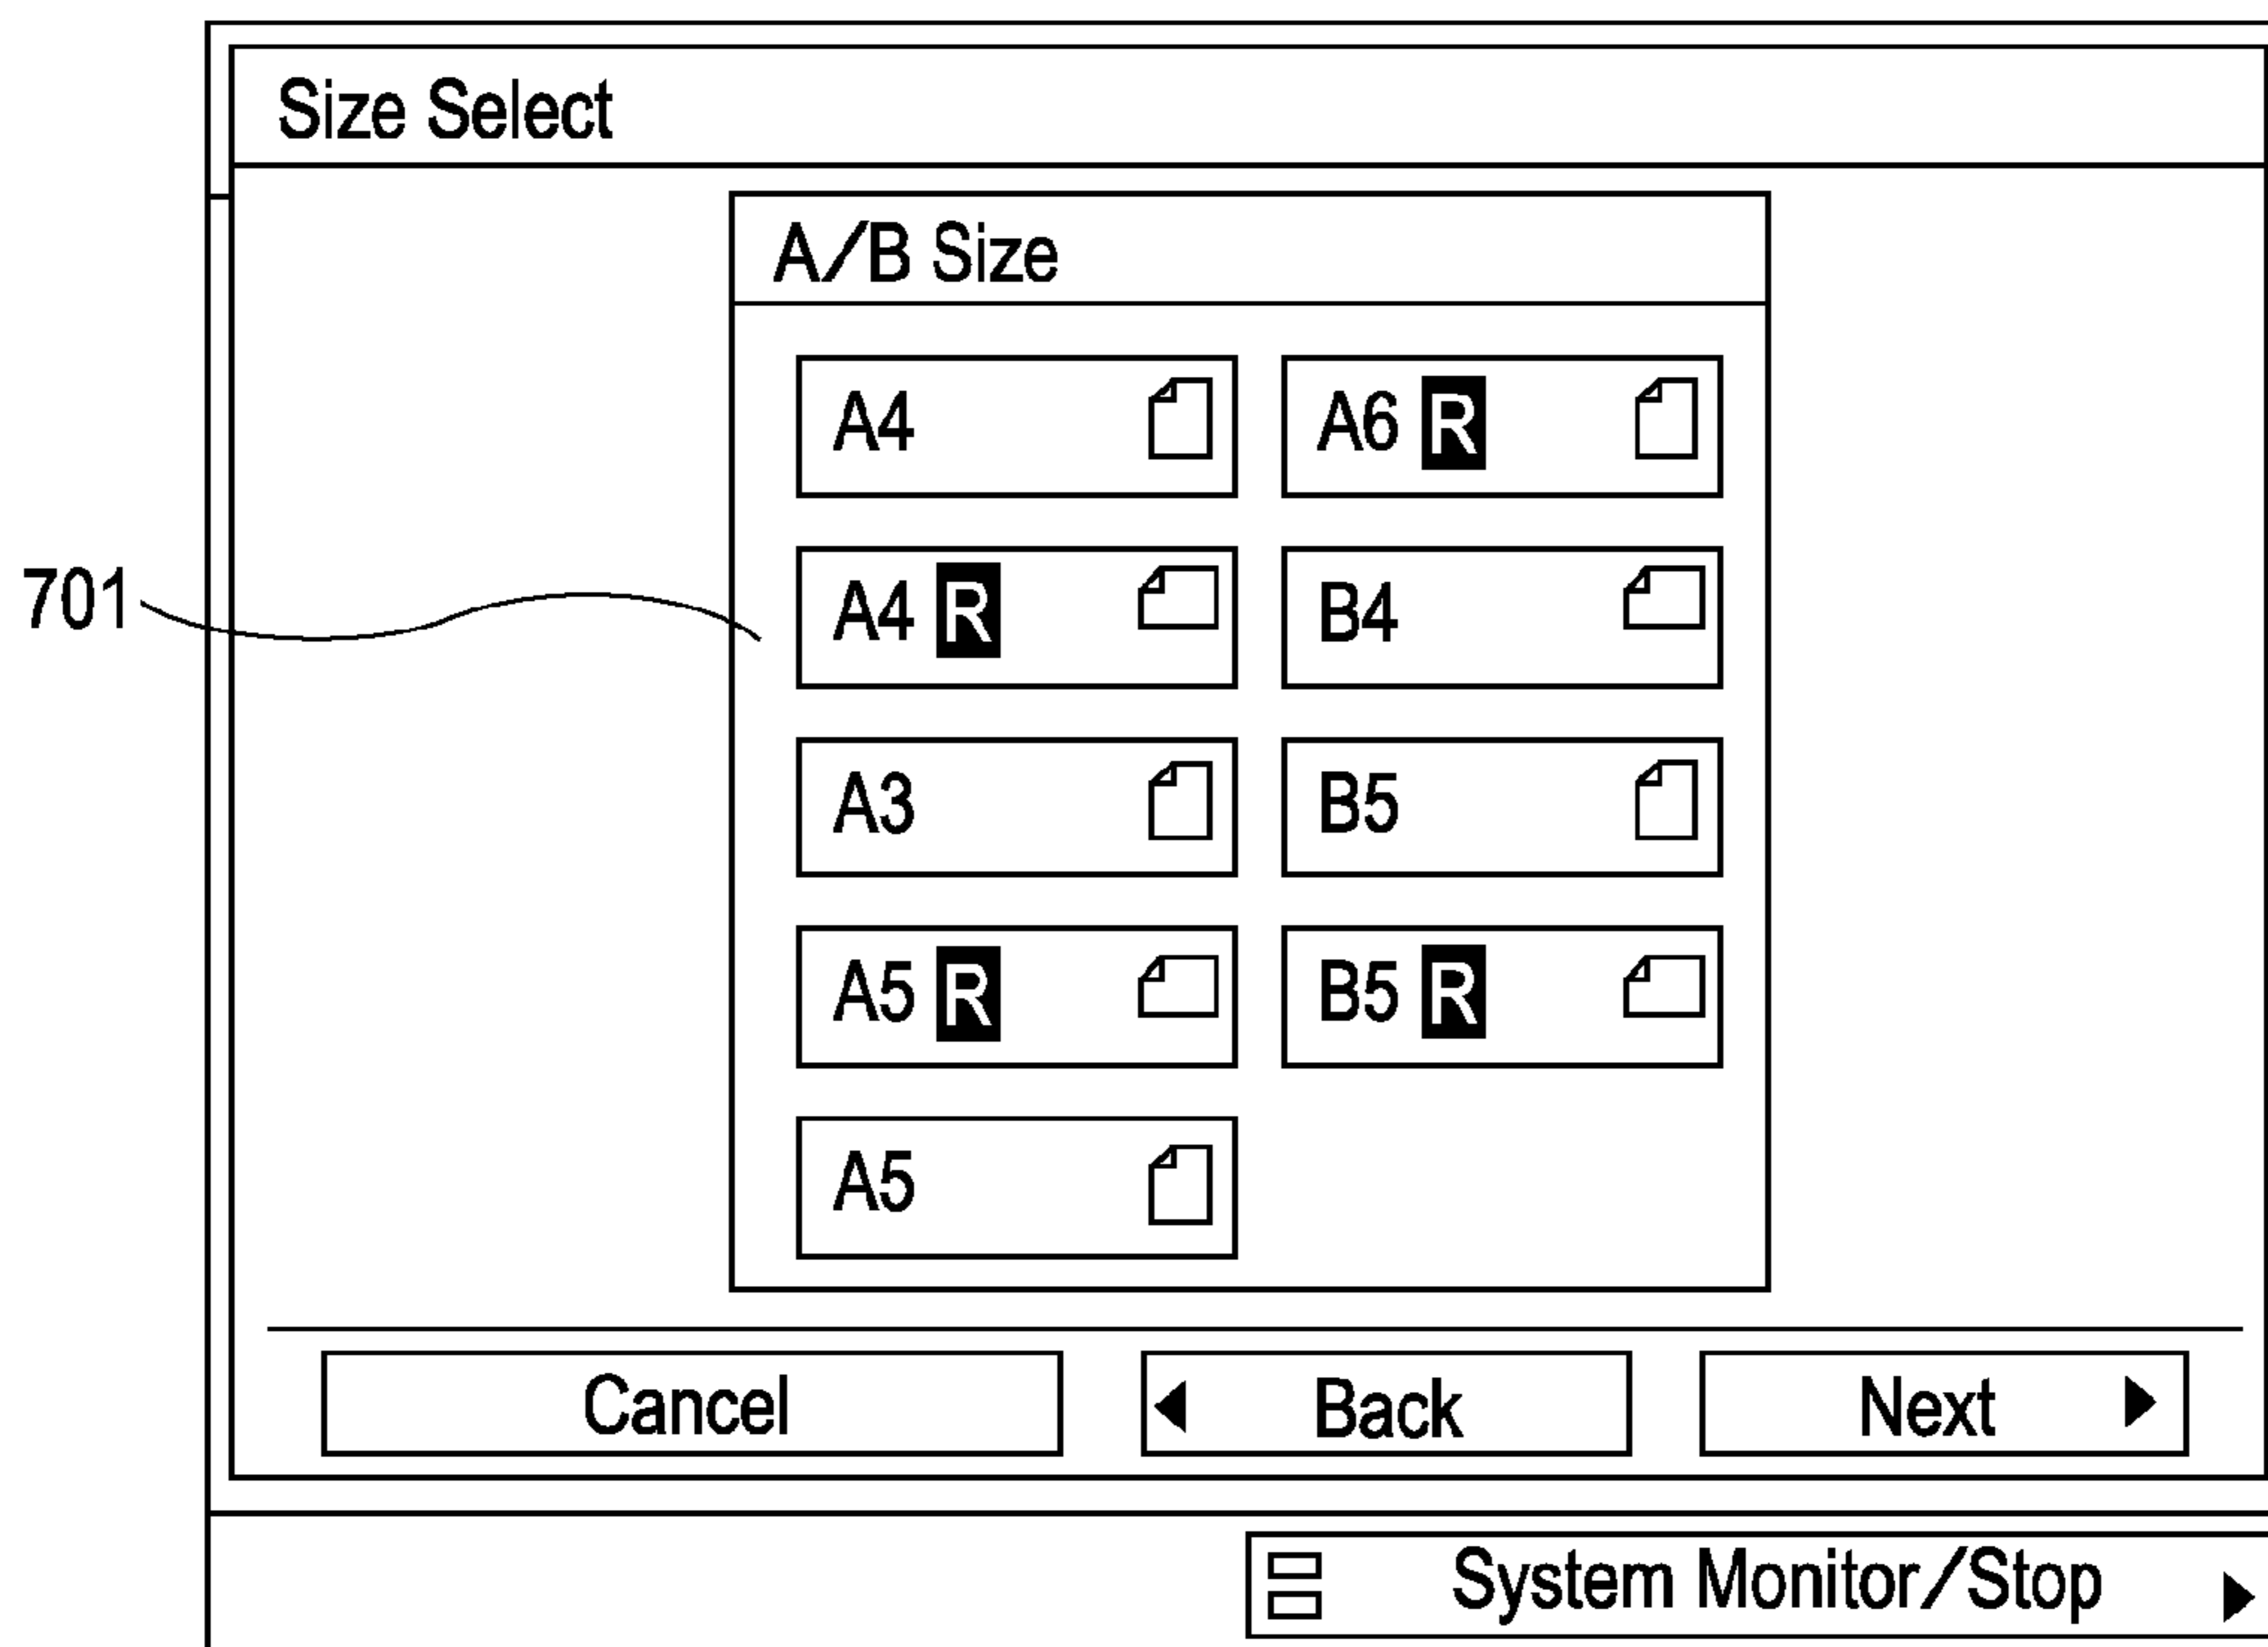 Size Select
A/B Size
A4
A6 R
701
A4 R
B4
A3
B5
A5 R
B5 R
A5
Cancel
Back
Next
System Monitor/Stop